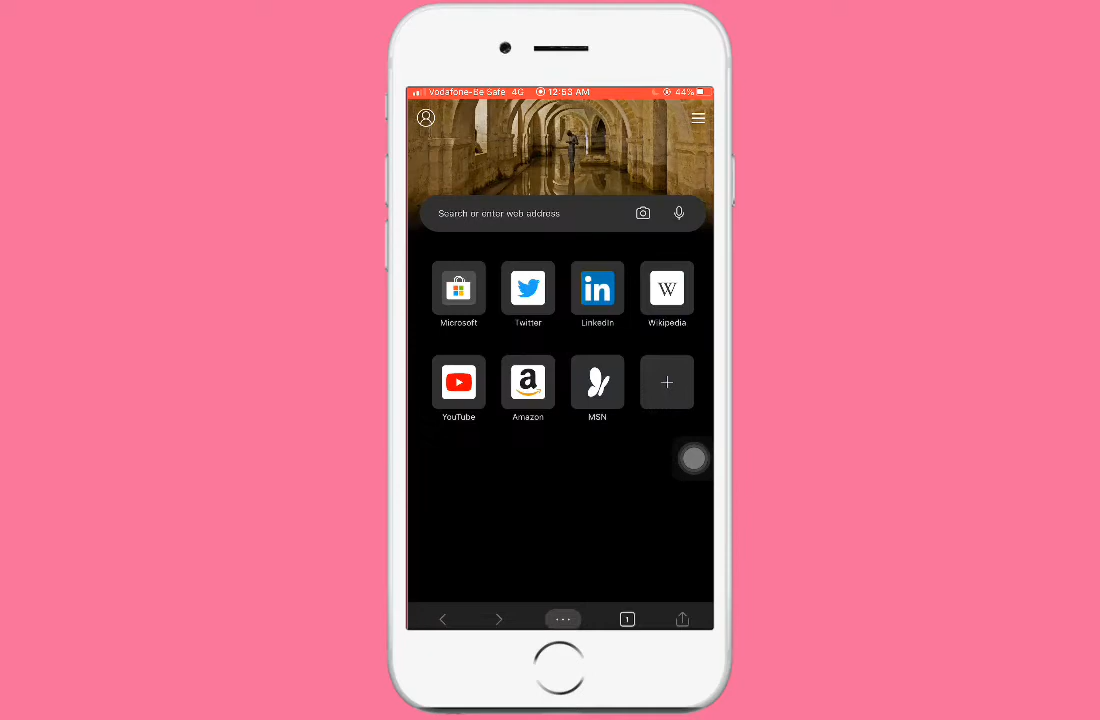 Vodafone-Be Safe 4G 12:53 AM 44%
Search or enter web address
Microsoft Twitter LinkedIn Wikipedia
YouTube Amazon MSN
1